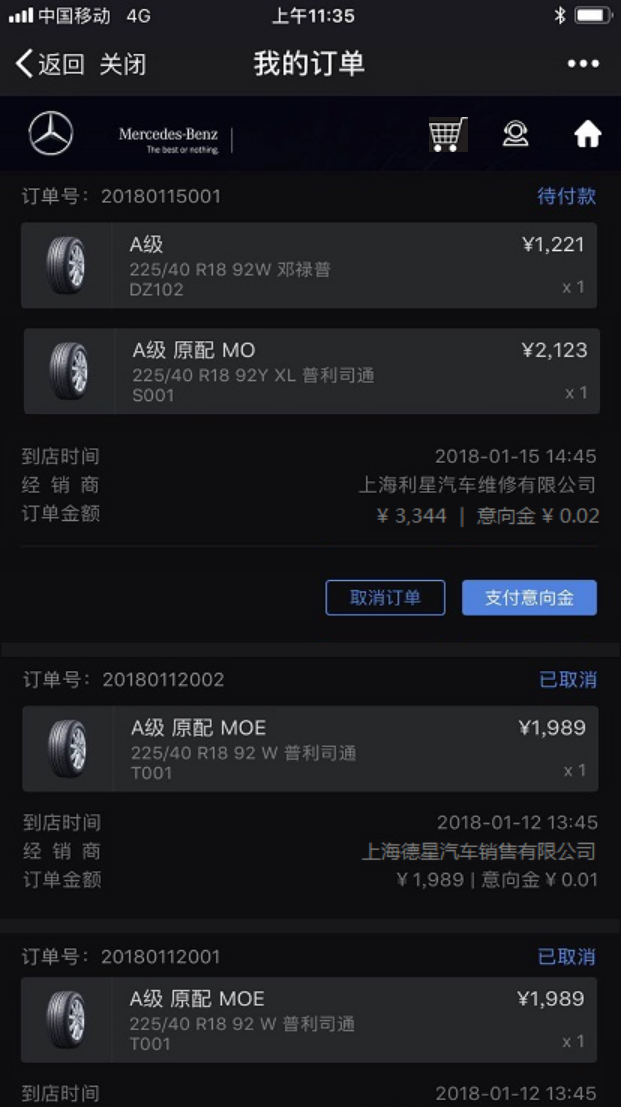 中国移动 4G 上午11:35
返回 关闭 我的订单
Mercedes-Benz
The best or nothing.
订单号：20180115001 待付款
A级 ¥1,221
225/40 R18 92W 邓禄普
DZ102 x 1
A级 原配 MO ¥2,123
225/40 R18 92Y XL 普利司通
S001 x 1
到店时间 2018-01-15 14:45
经 销 商 上海利星汽车维修有限公司
订单金额 ¥ 3,344 | 意向金 ¥ 0.02
取消订单 支付意向金
订单号：20180112002 已取消
A级 原配 MOE ¥1,989
225/40 R18 92 W 普利司通
T001 x 1
到店时间 2018-01-12 13:45
经 销 商 上海德星汽车销售有限公司
订单金额 ¥ 1,989 | 意向金 ¥ 0.01
订单号：20180112001 已取消
A级 原配 MOE ¥1,989
225/40 R18 92 W 普利司通
T001 x 1
到店时间 2018-01-12 13:45